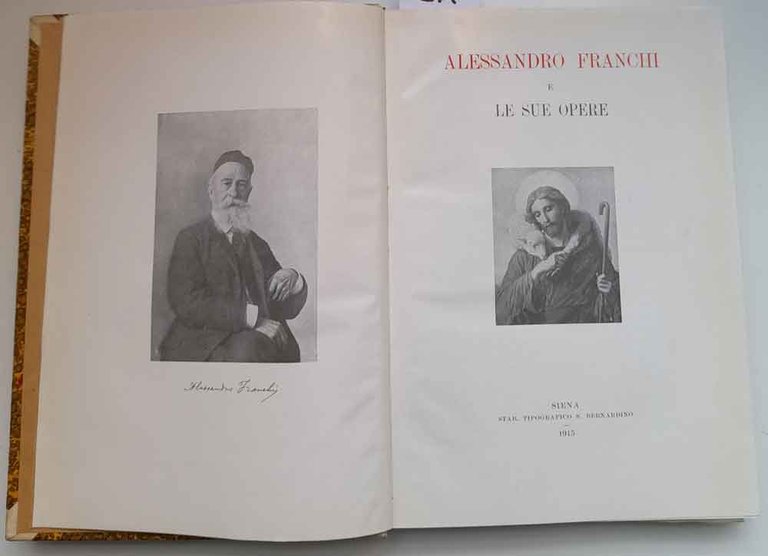 Alessandro Franchi
ALESSANDRO FRANCHI
E
LE SUE OPERE
SIENA
STAB. TIPOGRAFICO S. BERNARDINO
1915